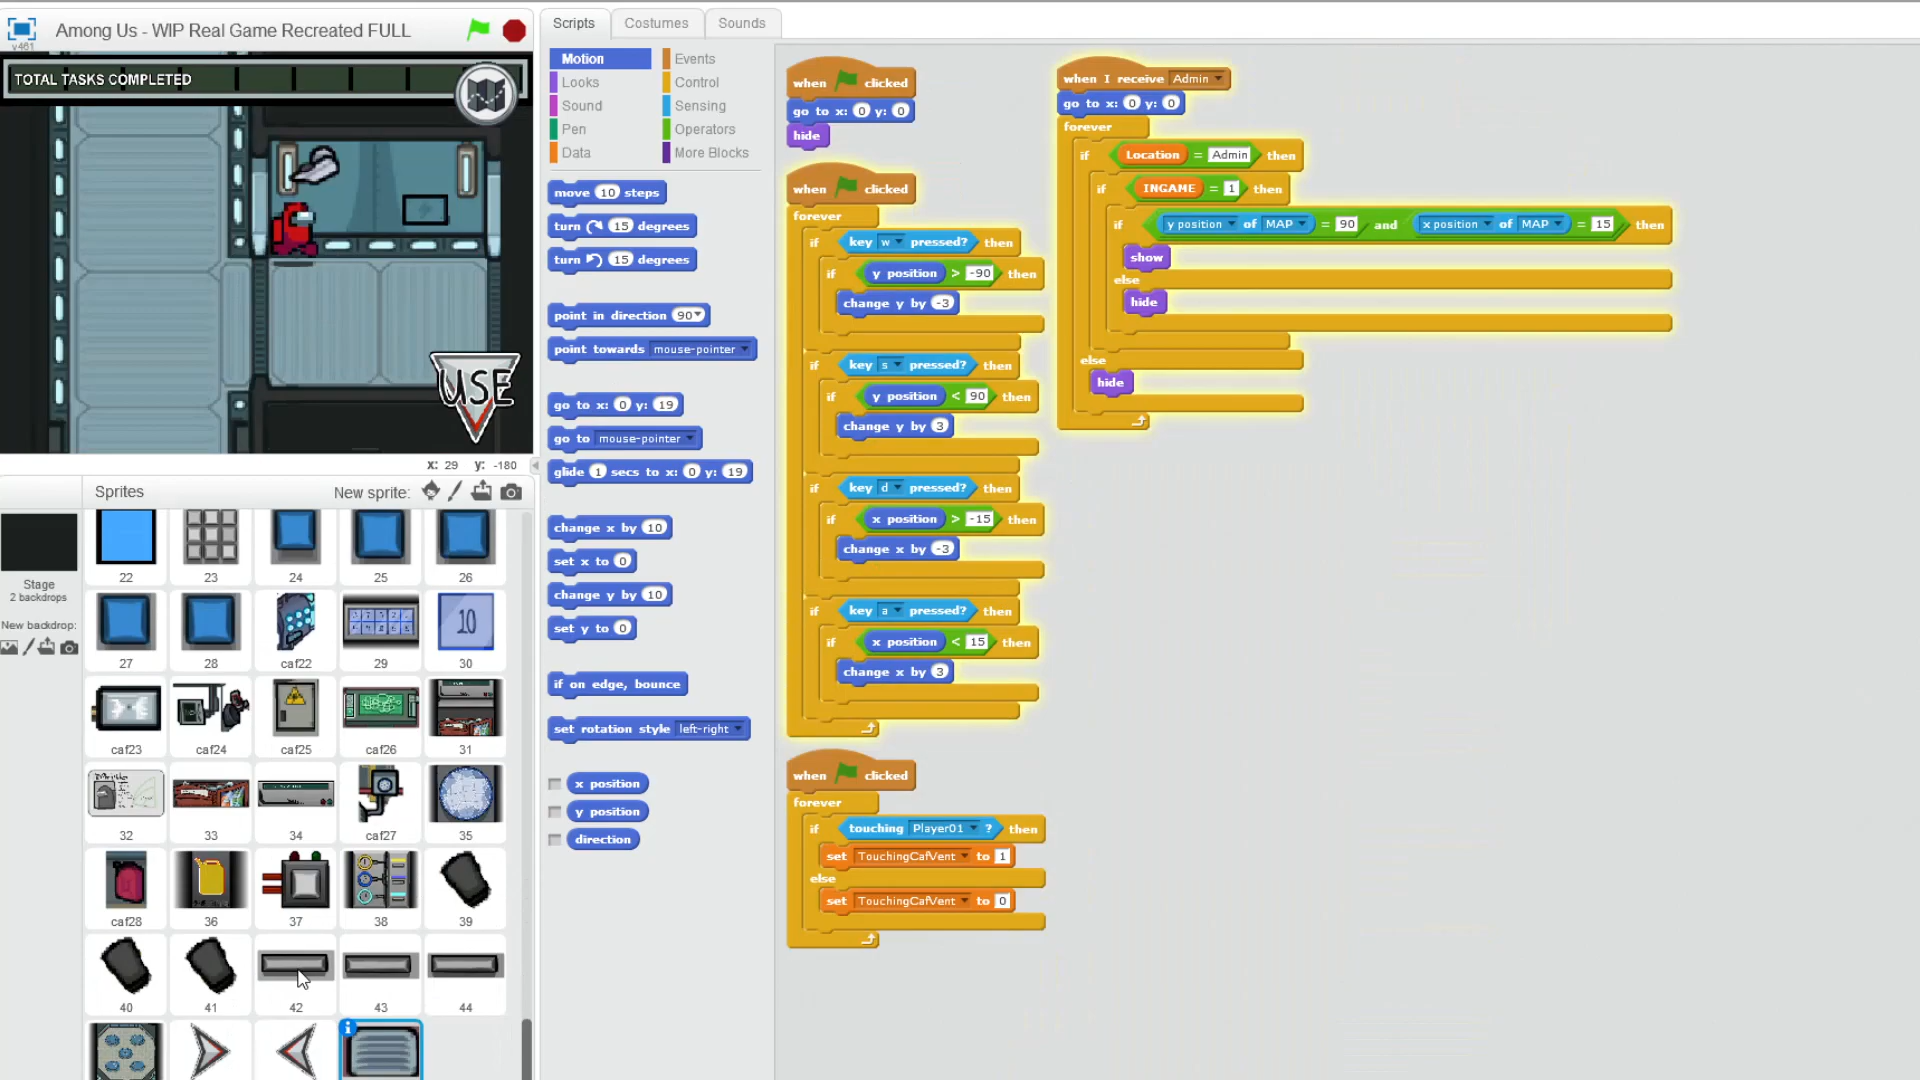 Among Us - WIP Real Game Recreated FULL
v461
TOTAL TASKS COMPLETED
USE
x: 29 y: -180
Sprites
New sprite:
Stage
2 backdrops
New backdrop:
22 23 24 25 26
27 28 caf22 29 30
10
caf23 caf24 caf25 caf26 31
32 33 34 caf27 35
caf28 36 37 38 39
40 41 42 43 44
Scripts Costumes Sounds
Motion Events
Looks Control
Sound Sensing
Pen Operators
Data More Blocks
move 10 steps
turn 15 degrees
turn 15 degrees
point in direction 90
point towards mouse-pointer
go to x: 0 y: 19
go to mouse-pointer
glide 1 secs to x: 0 y: 19
change x by 10
set x to 0
change y by 10
set y to 0
if on edge, bounce
set rotation style left-right
x position
y position
direction
when clicked
go to x: 0 y: 0
hide
when clicked
forever
if key w pressed? then
if y position > -90 then
change y by -3
if key s pressed? then
if y position < 90 then
change y by 3
if key d pressed? then
if x position > -15 then
change x by -3
if key a pressed? then
if x position < 15 then
change x by 3
when clicked
forever
if touching Player01 ? then
set TouchingCafVent to 1
else
set TouchingCafVent to 0
when I receive Admin
go to x: 0 y: 0
forever
if Location = Admin then
if INGAME = 1 then
if y position of MAP = 90 and x position of MAP = 15 then
show
else
hide
else
hide